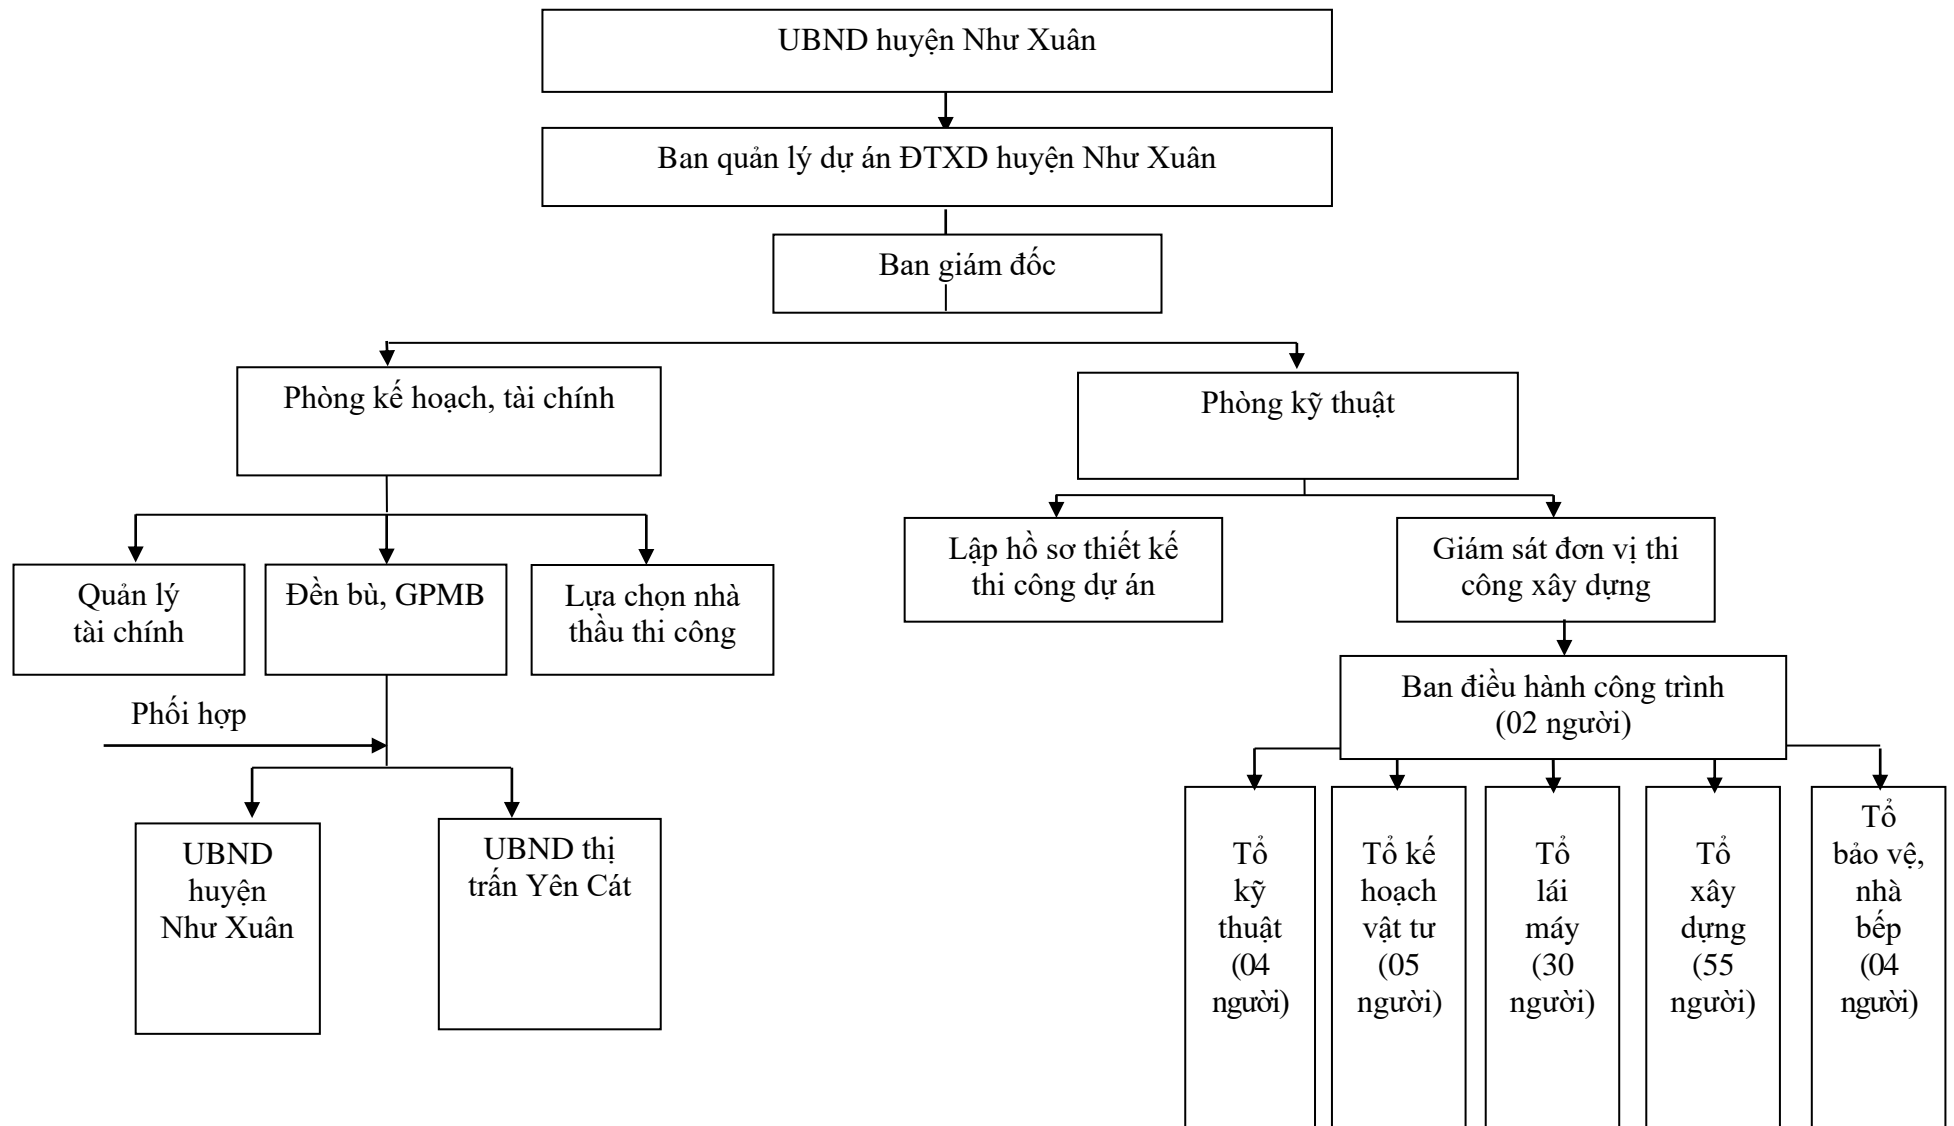 UBND huyện Như Xuân
Ban quản lý dự án ĐTXD huyện Như Xuân
Ban giám đốc
Phòng kế hoạch, tài chính
Phòng kỹ thuật
Quản lý
tài chính
Đền bù, GPMB
Lựa chọn nhà
thầu thi công
Lập hồ sơ thiết kế
thi công dự án
Giám sát đơn vị thi
công xây dựng
Phối hợp
UBND
huyện
Như Xuân
UBND thị
trấn Yên Cát
Ban điều hành công trình
(02 người)
Tổ
kỹ
thuật
(04
người)
Tổ kế
hoạch
vật tư
(05
người)
Tổ
lái
máy
(30
người)
Tổ
xây
dựng
(55
người)
Tổ
bảo vệ,
nhà
bếp
(04
người)